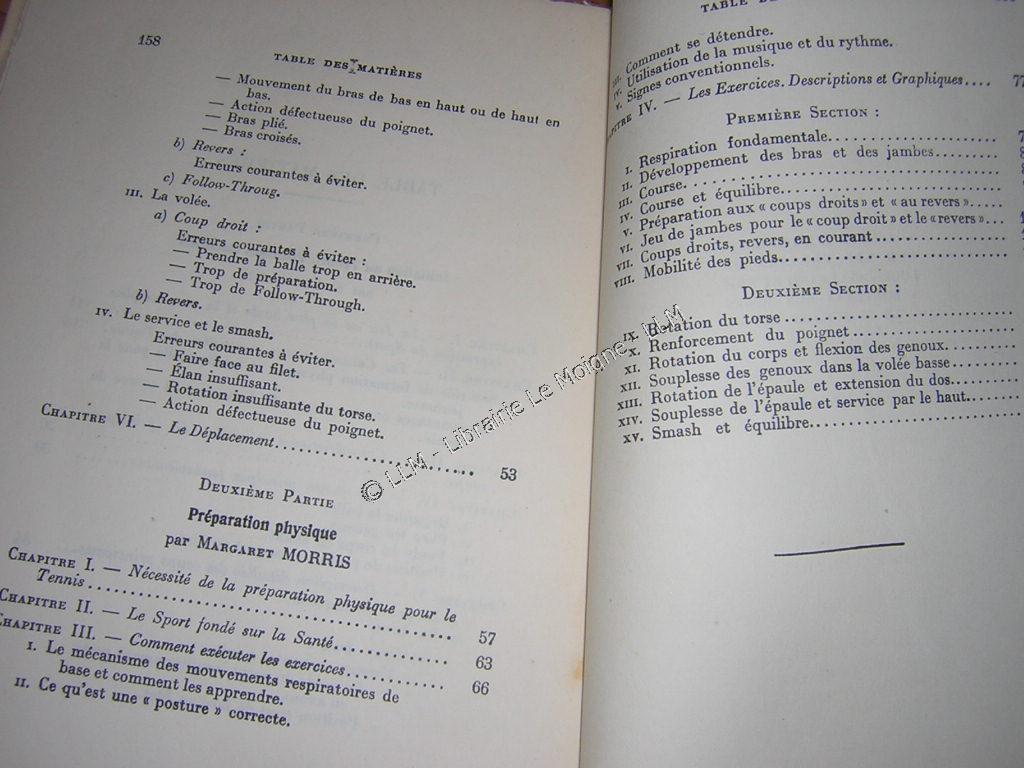 158
TABLE DES MATIÈRES
— Mouvement du bras de bas en haut ou de haut en
bas.
— Action défectueuse du poignet.
— Bras plié.
— Bras croisés.
b) Revers :
Erreurs courantes à éviter.
c) Follow-Throug.
III. La volée.
a) Coup droit :
Erreurs courantes à éviter :
— Prendre la balle trop en arrière.
— Trop de préparation.
— Trop de Follow-Through.
b) Revers.
IV. Le service et le smash.
Erreurs courantes à éviter.
— Faire face au filet.
— Élan insuffisant.
— Rotation insuffisante du torse.
— Action défectueuse du poignet.
CHAPITRE VI. — Le Déplacement.............................. 53
DEUXIÈME PARTIE
Préparation physique
par MARGARET MORRIS
CHAPITRE I. — Nécessité de la préparation physique pour le
Tennis................................................ 57
CHAPITRE II. — Le Sport fondé sur la Santé............... 63
CHAPITRE III. — Comment exécuter les exercices............ 66
I. Le mécanisme des mouvements respiratoires de
base et comment les apprendre.
II. Ce qu'est une « posture » correcte.
TABLE
Comment se détendre.
IV. Utilisation de la musique et du rythme.
V. Signes conventionnels.
IV. — Les Exercices. Descriptions et Graphiques....
PREMIÈRE SECTION :
I. Respiration fondamentale.................
II. Développement des bras et des jambes.........
III. Course.................................
IV. Course et équilibre........................
V. Préparation aux « coups droits » et « au revers ».
VI. Jeu de jambes pour le « coup droit » et le « revers »...
VII. Coups droits, revers, en courant................
VIII. Mobilité des pieds.............................
DEUXIÈME SECTION :
IX. Rotation du torse............................
X. Renforcement du poignet....................
XI. Rotation du corps et flexion des genoux..........
XII. Souplesse des genoux dans la volée basse........
XIII. Rotation de l'épaule et extension du dos.........
XIV. Souplesse de l'épaule et service par le haut.......
XV. Smash et équilibre...........................
© LLM - Librairie Le Moigne - LLM